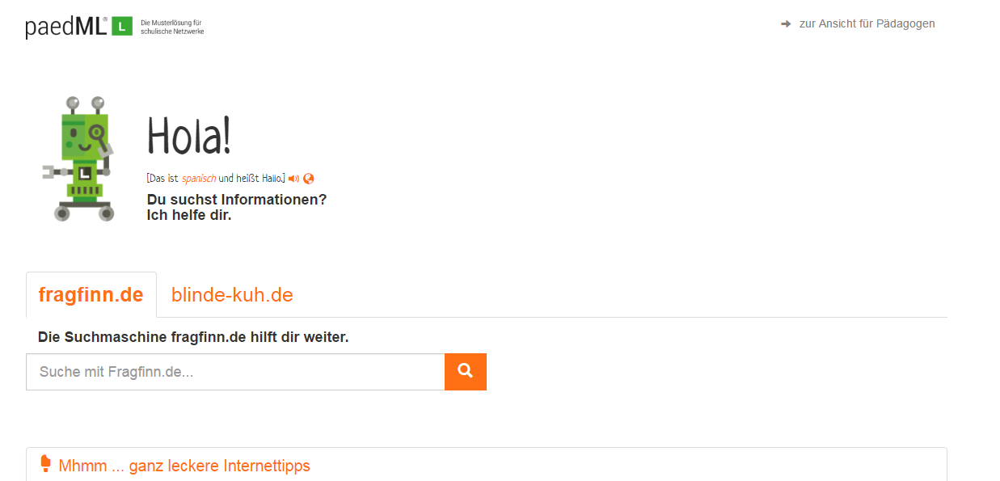 paedML® L Die Musterlösung für
schulische Netzwerke
zur Ansicht für Pädagogen
Hola!
L
[Das ist spanisch und heißt Hallo.]
Du suchst Informationen?
Ich helfe dir.
fragfinn.de blinde-kuh.de
Die Suchmaschine fragfinn.de hilft dir weiter.
Suche mit Fragfinn.de...
Mhmm ... ganz leckere Internettipps